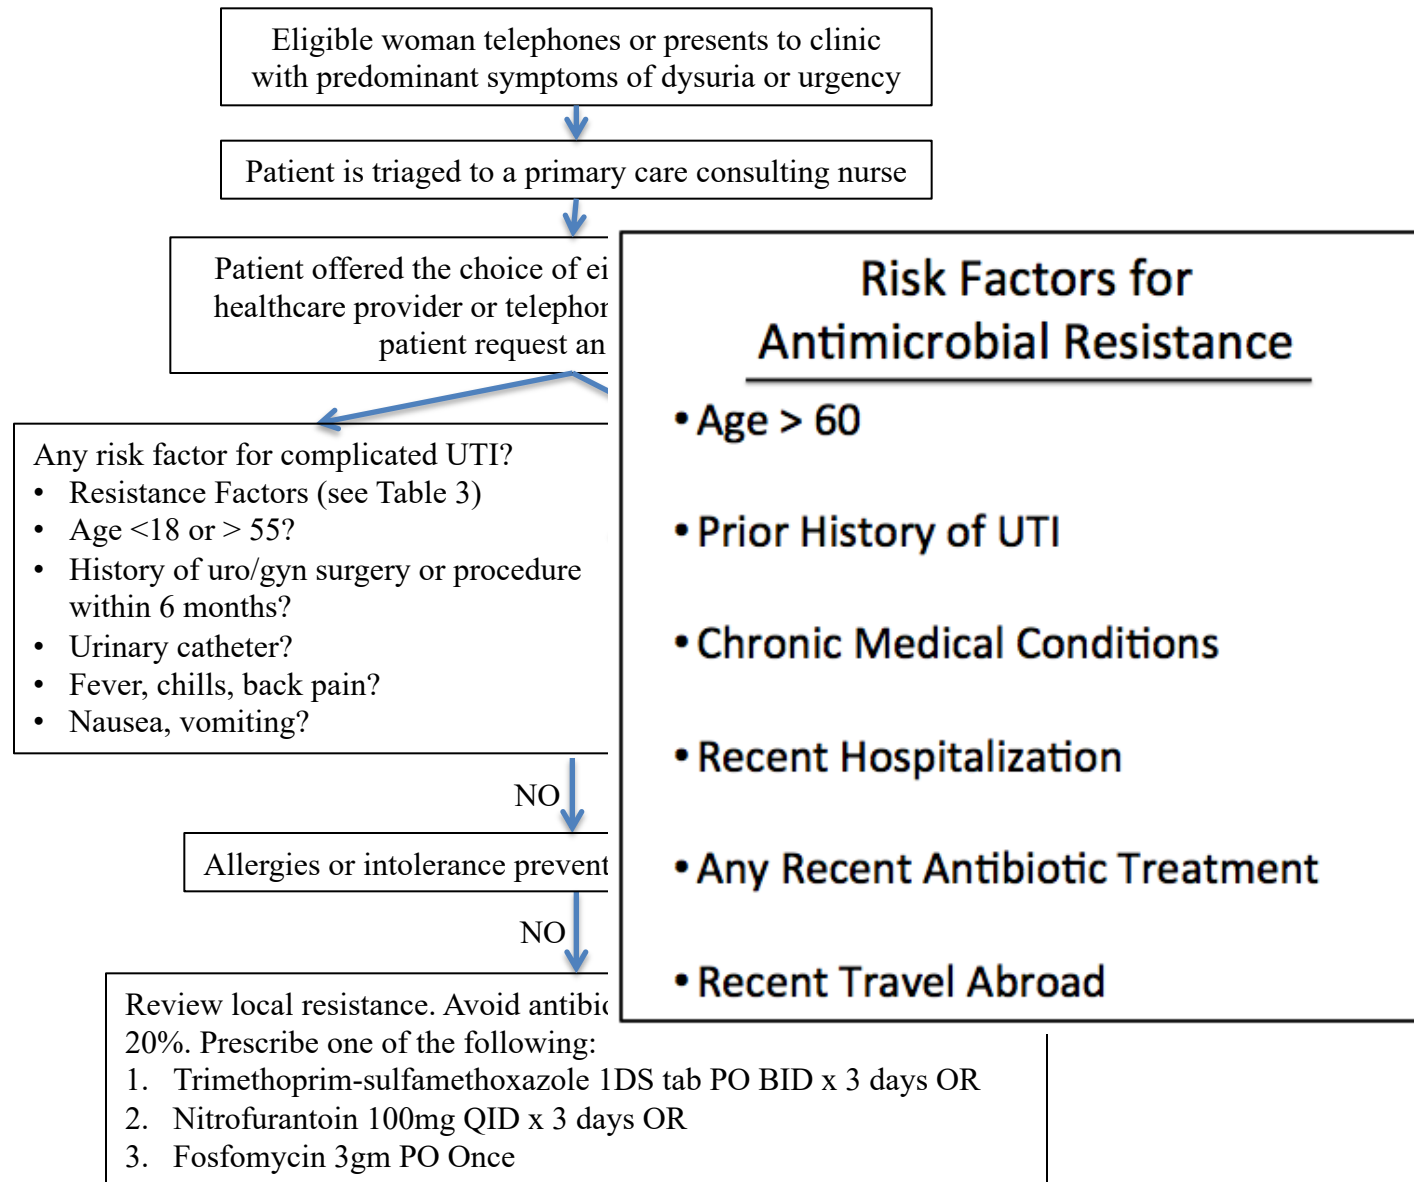 Eligible woman telephones or presents to clinic
with predominant symptoms of dysuria or urgency
Patient is triaged to a primary care consulting nurse
Patient offered the choice of
healthcare provider or
patient request an
Any risk factor for complicated UTI?
• Resistance Factors (see Table 3)
• Age <18 or > 55?
• History of uro/gyn surgery or procedure
within 6 months?
• Urinary catheter?
• Fever, chills, back pain?
• Nausea, vomiting?
NO
Allergies or intolerance prevent
NO
Review local resistance. Avoid
20%. Prescribe one of the following:
1. Trimethoprim-sulfamethoxazole 1DS tab PO BID x 3 days OR
2. Nitrofurantoin 100mg QID x 3 days OR
3. Fosfomycin 3gm PO Once
Risk Factors for
Antimicrobial Resistance
• Age > 60
• Prior History of UTI
• Chronic Medical Conditions
• Recent Hospitalization
• Any Recent Antibiotic Treatment
• Recent Travel Abroad